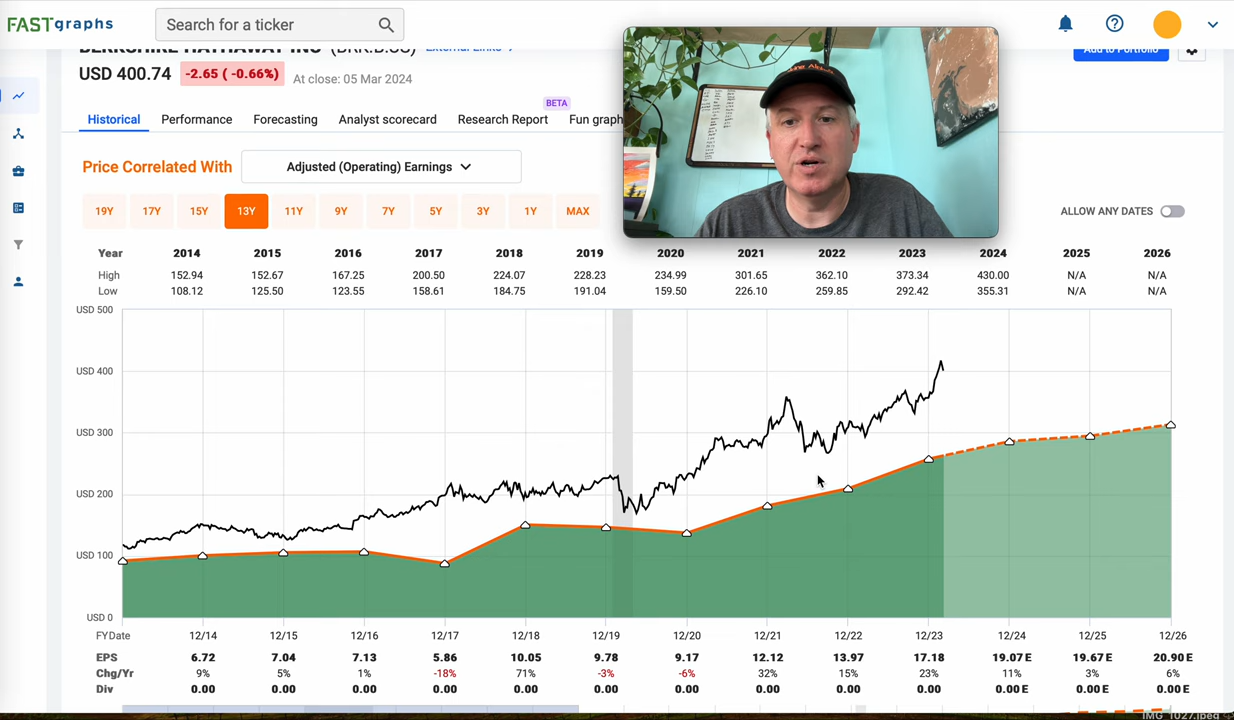 FAST graphs
Search for a ticker
BERKSHIRE HATHAWAY INC (BRK.B:US) External Links
Add to Portfolio
USD 400.74 -2.65 ( -0.66%) At close: 05 Mar 2024
BETA
Historical Performance Forecasting Analyst scorecard Research Report Fun graph
Price Correlated With Adjusted (Operating) Earnings
19Y 17Y 15Y 13Y 11Y 9Y 7Y 5Y 3Y 1Y MAX
ALLOW ANY DATES
Year 2014 2015 2016 2017 2018 2019 2020 2021 2022 2023 2024 2025 2026
High 152.94 152.67 167.25 200.50 224.07 228.23 234.99 301.65 362.10 373.34 430.00 N/A N/A
Low 108.12 125.50 123.55 158.61 184.75 191.04 159.50 226.10 259.85 292.42 355.31 N/A N/A
USD 500
USD 400
USD 300
USD 200
USD 100
USD 0
FYDate 12/14 12/15 12/16 12/17 12/18 12/19 12/20 12/21 12/22 12/23 12/24 12/25 12/26
EPS 6.72 7.04 7.13 5.86 10.05 9.78 9.17 12.12 13.97 17.18 19.07E 19.67E 20.90E
Chg/Yr 9% 5% 1% -18% 71% -3% -6% 32% 15% 23% 11% 3% 6%
Div 0.00 0.00 0.00 0.00 0.00 0.00 0.00 0.00 0.00 0.00 0.00E 0.00E 0.00E
IMG_1027.jpeg